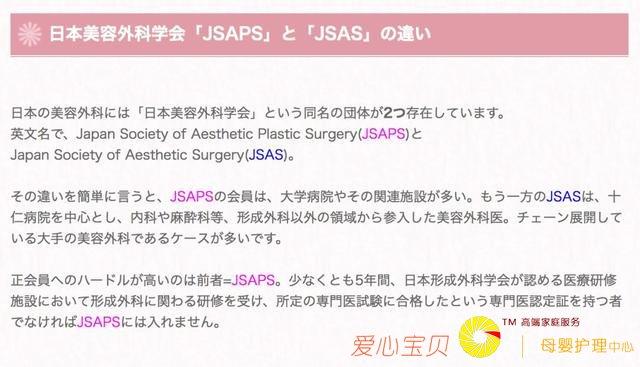 日本美容外科学会「JSAPS」と「JSAS」の違い
日本の美容外科には「日本美容外科学会」という同名の団体が2つ存在しています。
英文名で、Japan Society of Aesthetic Plastic Surgery(JSAPS)と
Japan Society of Aesthetic Surgery(JSAS)。
その違いを簡単に言うと、JSAPSの会員は、大学病院やその関連施設が多い。もう一方のJSASは、十
仁病院を中心とし、内科や麻酔科等、形成外科以外の領域から参入した美容外科医。チェーン展開して
いる大手の美容外科であるケースが多いです。
正会員へのハードルが高いのは前者=JSAPS。少なくとも5年間、日本形成外科学会が認める医療研修
施設において形成外科に関わる研修を受け、所定の専門医試験に合格したという専門医認定証を持つ者
でなければJSAPSには入れません。
爱心宝贝 TM 高端家庭服务
母婴护理中心